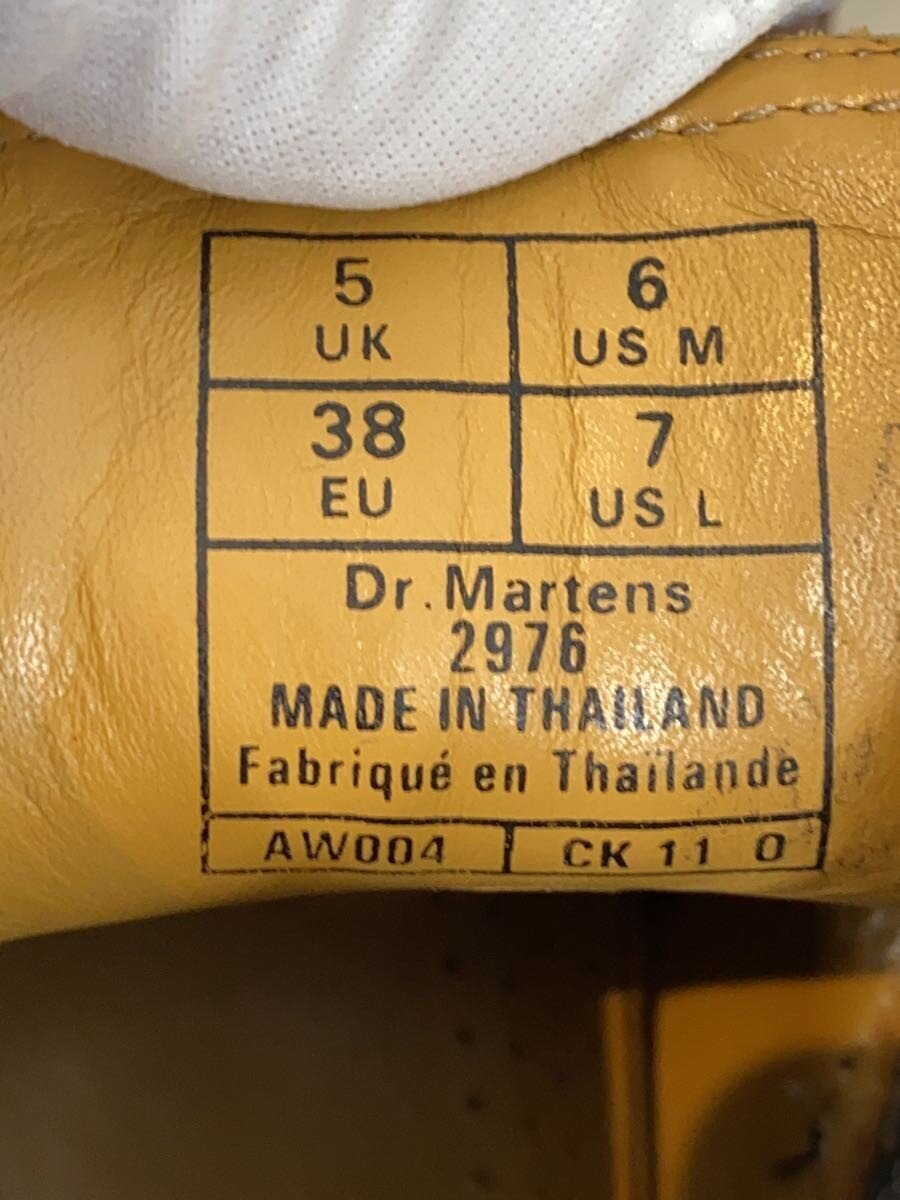 5
UK
6
US M
38
EU
7
US L
Dr. Martens
2976
MADE IN THAILAND
Fabriqué en Thaïlande
AW004
CK 11 0